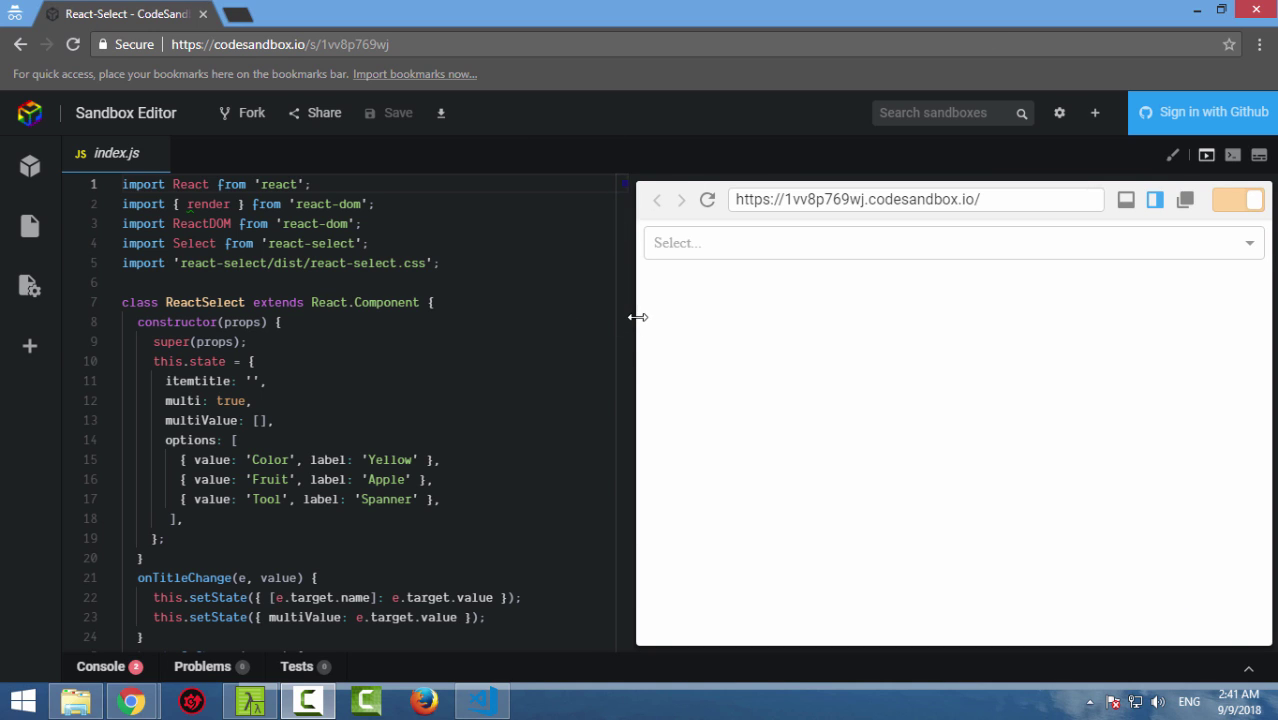 React-Select - CodeSand
Secure https://codesandbox.io/s/1vv8p769wj
For quick access, place your bookmarks here on the bookmarks bar. Import bookmarks now...
Sandbox Editor Fork Share Save Search sandboxes Sign in with Github
JS index.js
https://1vv8p769wj.codesandbox.io/
Select...
1 import React from 'react';
2 import { render } from 'react-dom';
3 import ReactDOM from 'react-dom';
4 import Select from 'react-select';
5 import 'react-select/dist/react-select.css';
6
7 class ReactSelect extends React.Component {
8 constructor(props) {
9 super(props);
10 this.state = {
11 itemtitle: '',
12 multi: true,
13 multiValue: [],
14 options: [
15 { value: 'Color', label: 'Yellow' },
16 { value: 'Fruit', label: 'Apple' },
17 { value: 'Tool', label: 'Spanner' },
18 ],
19 };
20 }
21 onTitleChange(e, value) {
22 this.setState({ [e.target.name]: e.target.value });
23 this.setState({ multiValue: e.target.value });
24 }
Console 2 Problems 0 Tests 0
ENG 2:41 AM
9/9/2018